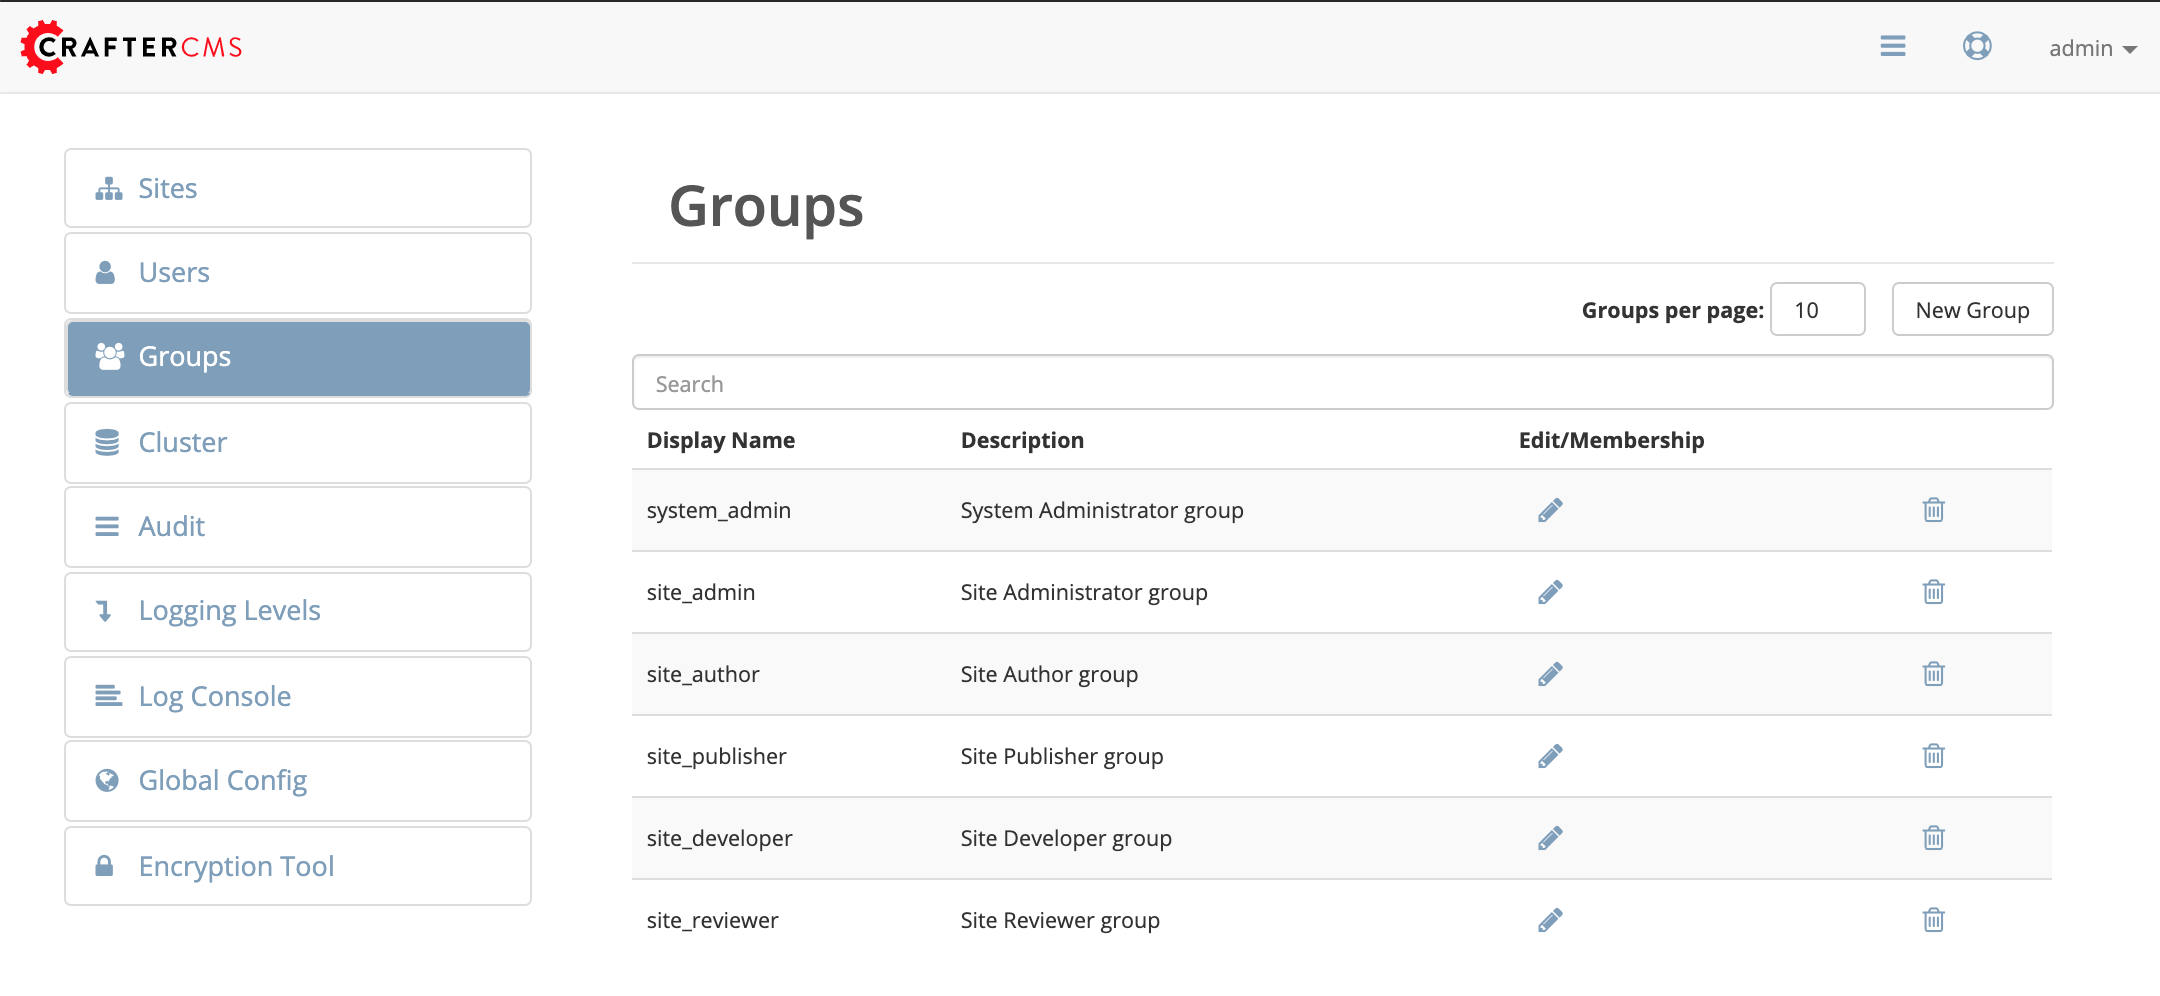 CRAFTERCMS
admin
Sites
Users
Groups
Cluster
Audit
Logging Levels
Log Console
Global Config
Encryption Tool
Groups
Groups per page: 10 New Group
Search
Display Name Description Edit/Membership
system_admin System Administrator group
site_admin Site Administrator group
site_author Site Author group
site_publisher Site Publisher group
site_developer Site Developer group
site_reviewer Site Reviewer group